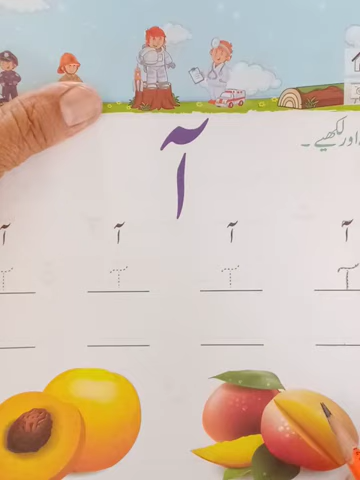 اور لکھیے ۔
آ
آ آ آ آ
آ آ آ آ